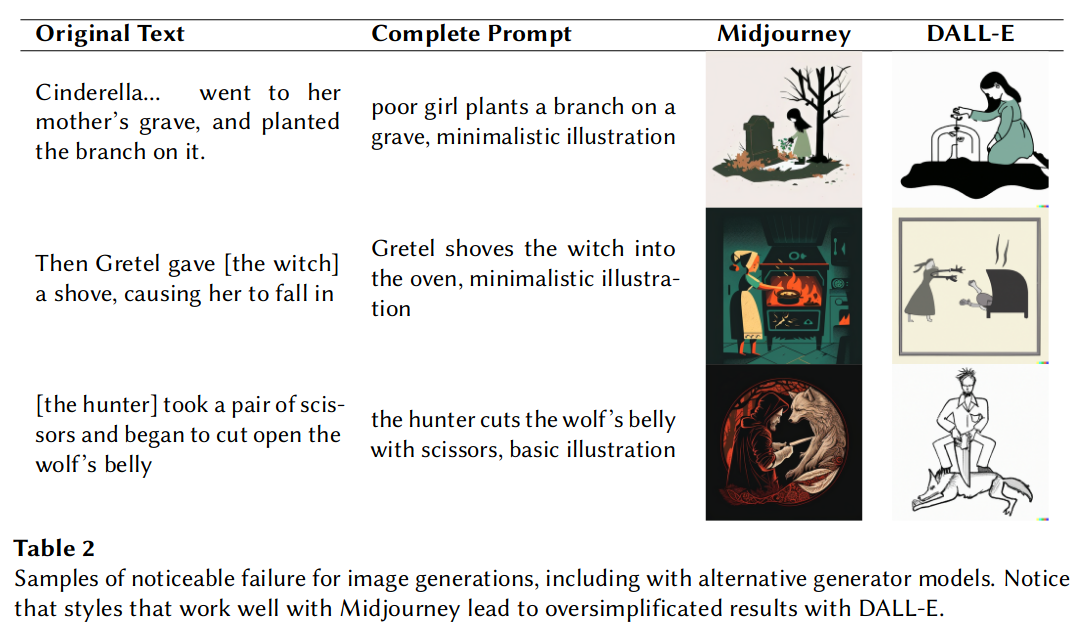 Original Text Complete Prompt Midjourney DALL-E
Cinderella... went to her
mother's grave, and planted
the branch on it.
poor girl plants a branch on a
grave, minimalistic illustration
Then Gretel gave [the witch]
a shove, causing her to fall in
Gretel shoves the witch into
the oven, minimalistic illustra-
tion
[the hunter] took a pair of scis-
sors and began to cut open the
wolf's belly
the hunter cuts the wolf's belly
with scissors, basic illustration
Table 2
Samples of noticeable failure for image generations, including with alternative generator models. Notice
that styles that work well with Midjourney lead to oversimplificated results with DALL-E.